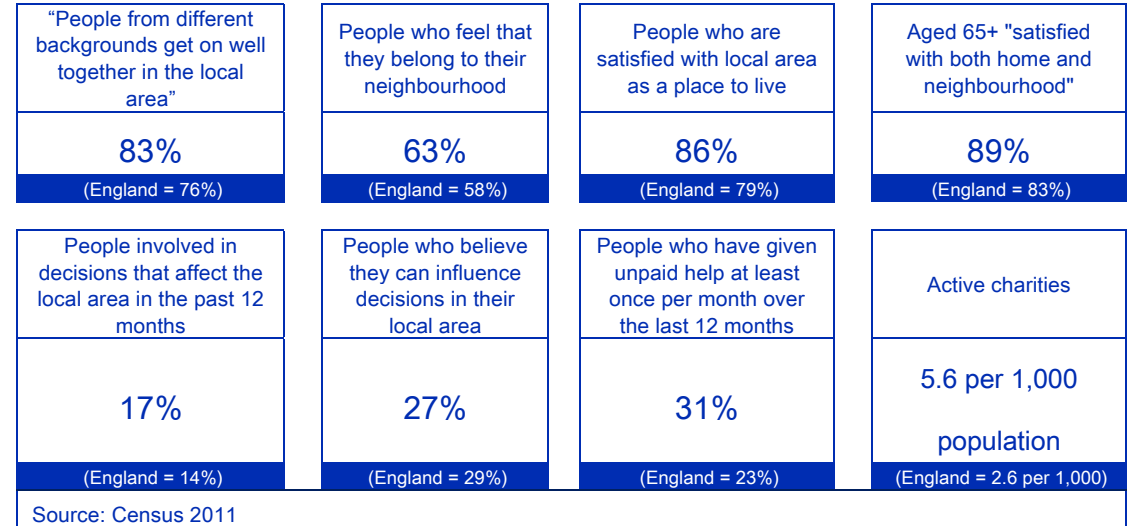 “People from different
backgrounds get on well
together in the local
area”
83%
(England = 76%)
People who feel that
they belong to their
neighbourhood
63%
(England = 58%)
People who are
satisfied with local area
as a place to live
86%
(England = 79%)
Aged 65+ "satisfied
with both home and
neighbourhood"
89%
(England = 83%)
People involved in
decisions that affect the
local area in the past 12
months
17%
(England = 14%)
People who believe
they can influence
decisions in their
local area
27%
(England = 29%)
People who have given
unpaid help at least
once per month over
the last 12 months
31%
(England = 23%)
Active charities
5.6 per 1,000
population
(England = 2.6 per 1,000)
Source: Census 2011